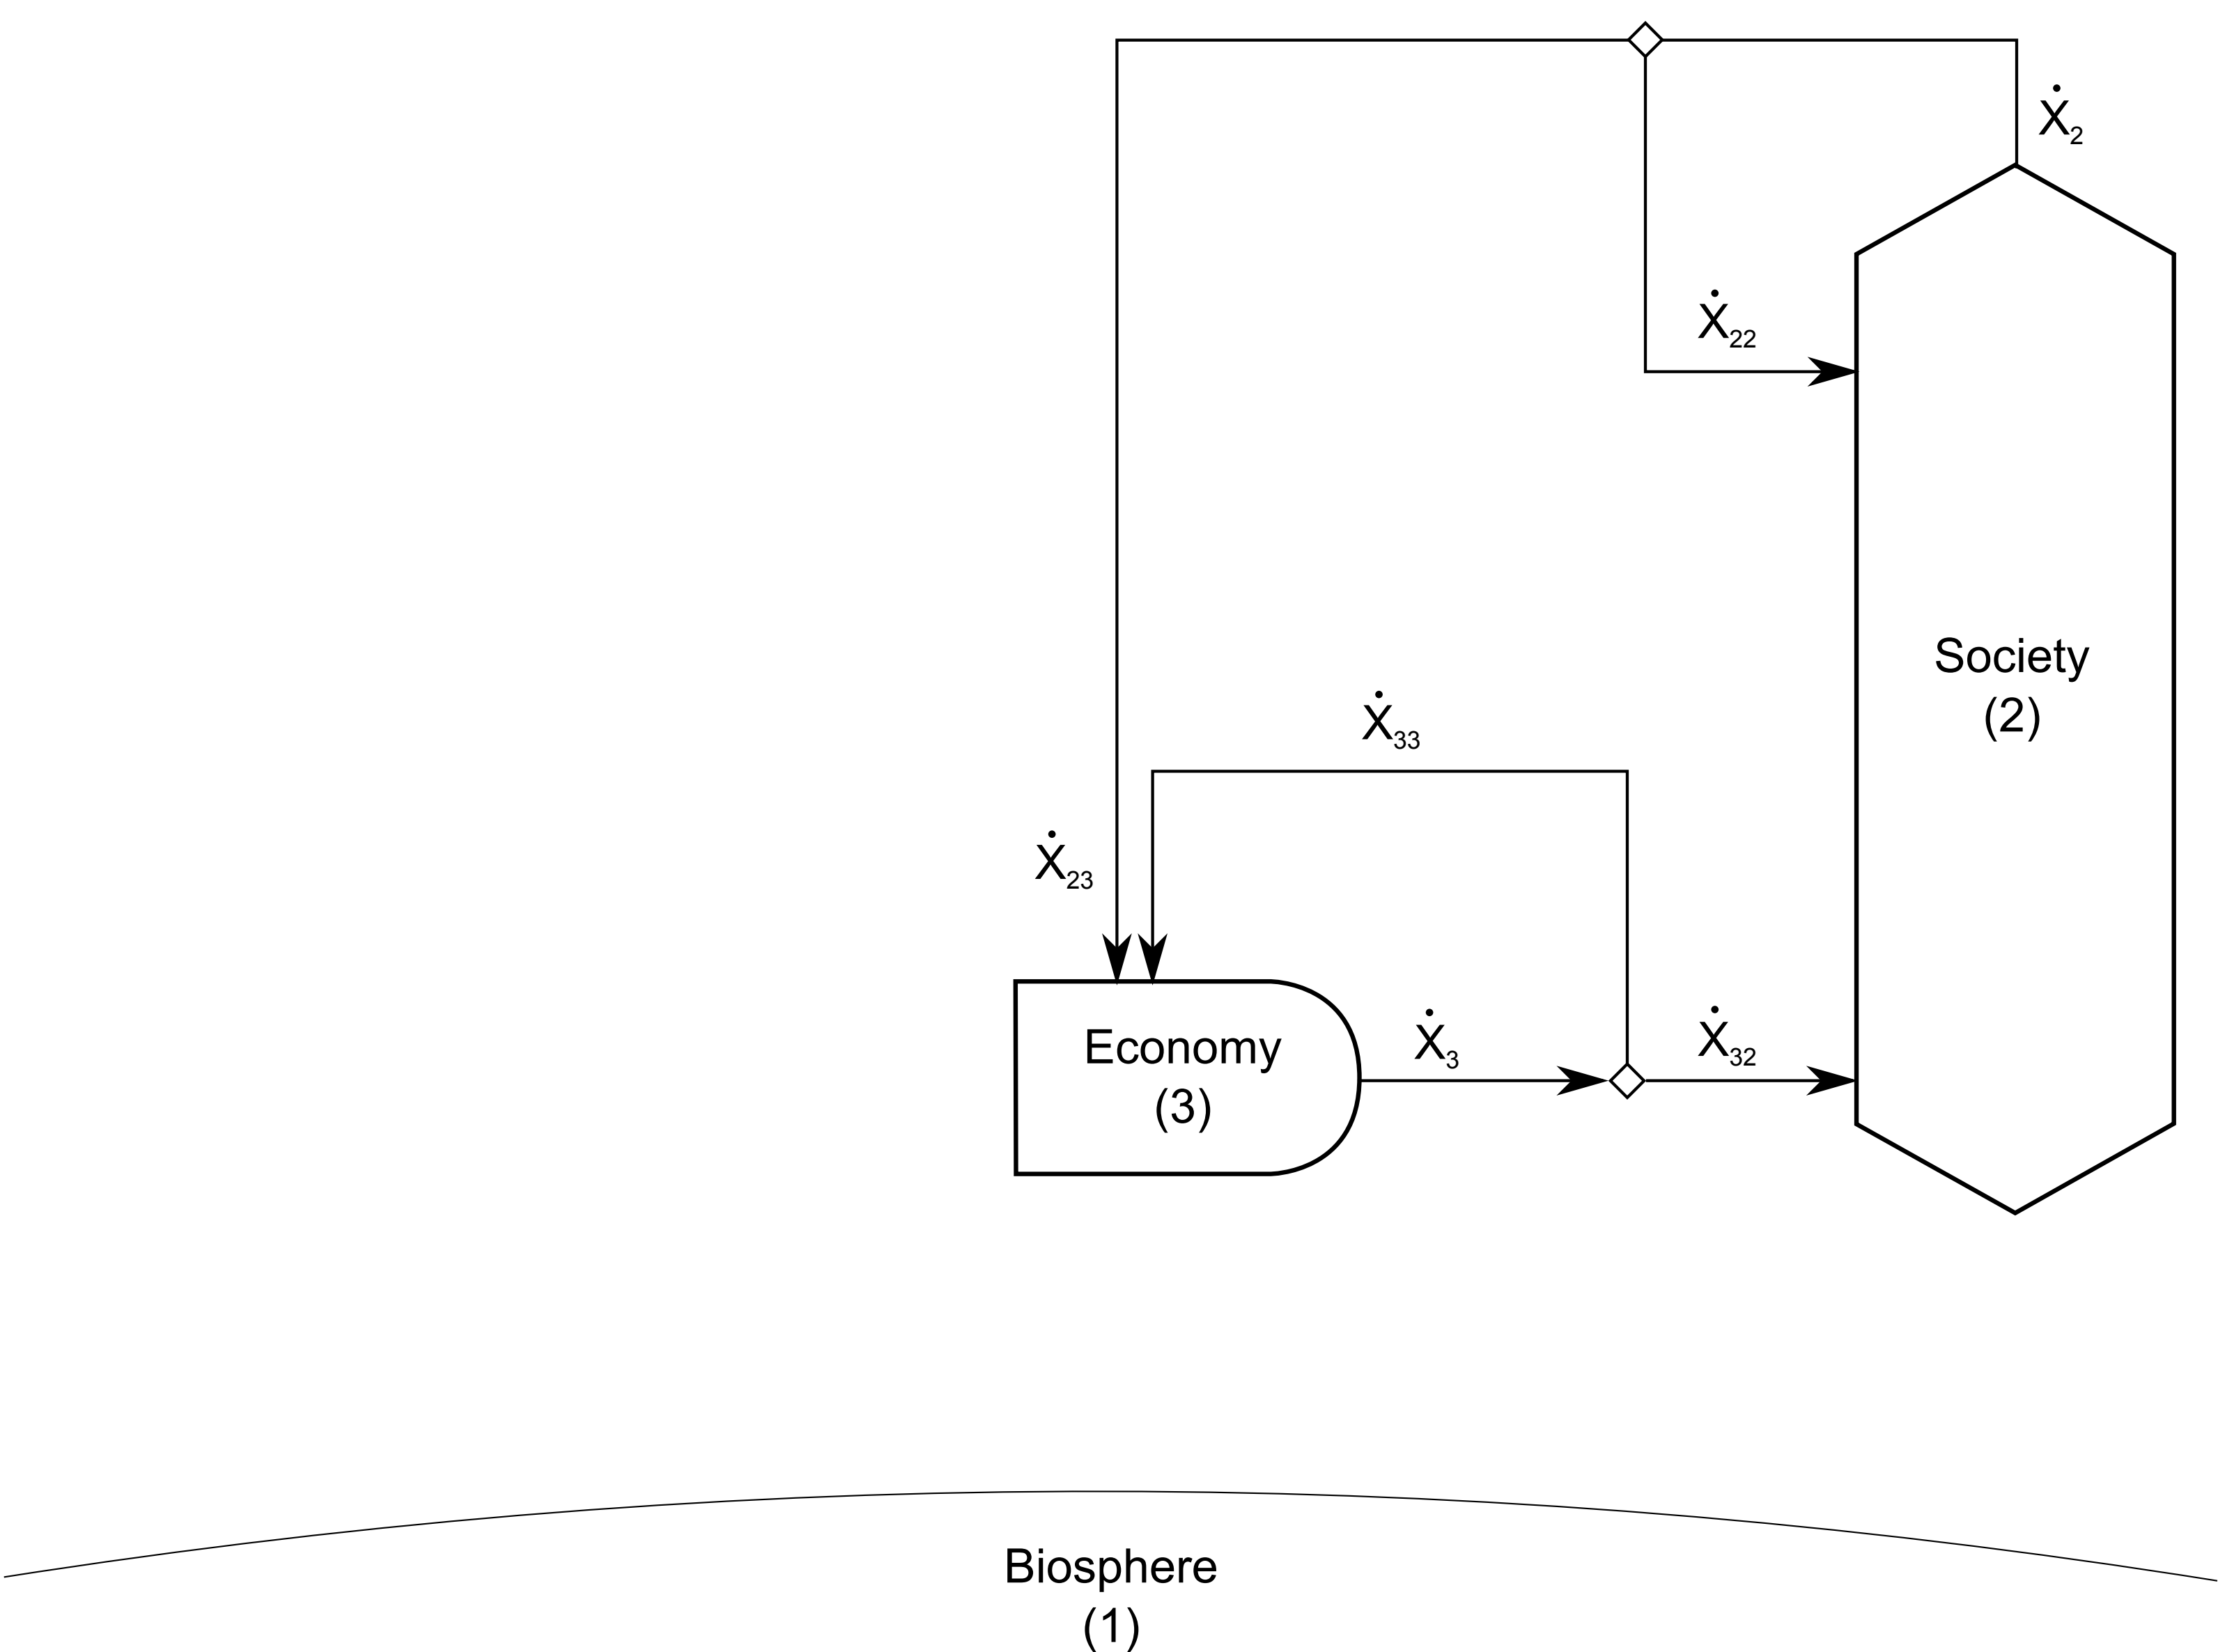 Ẋ₂
Ẋ₂₂
Society
(2)
Ẋ₃₃
Ẋ₂₃
Economy
(3)
Ẋ₃
Ẋ₃₂
Biosphere
(1)